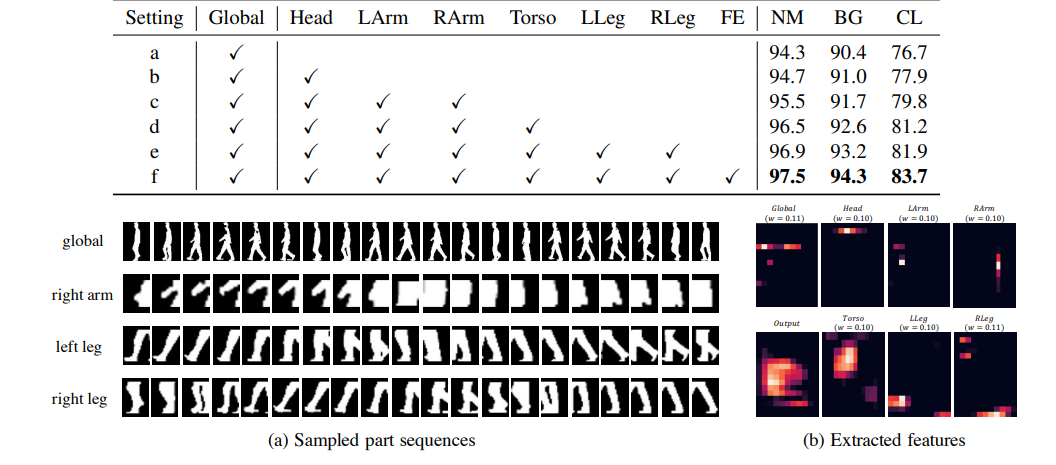 Setting Global Head LArm RArm Torso LLeg RLeg FE NM BG CL
a ✓ 94.3 90.4 76.7
b ✓ ✓ 94.7 91.0 77.9
c ✓ ✓ ✓ ✓ 95.5 91.7 79.8
d ✓ ✓ ✓ ✓ ✓ 96.5 92.6 81.2
e ✓ ✓ ✓ ✓ ✓ ✓ ✓ 96.9 93.2 81.9
f ✓ ✓ ✓ ✓ ✓ ✓ ✓ ✓ 97.5 94.3 83.7
global
right arm
left leg
right leg
(a) Sampled part sequences
Global Head LArm RArm
(w = 0.11) (w = 0.10) (w = 0.10) (w = 0.10)
Output Torso LLeg RLeg
(w = 0.10) (w = 0.10) (w = 0.11)
(b) Extracted features